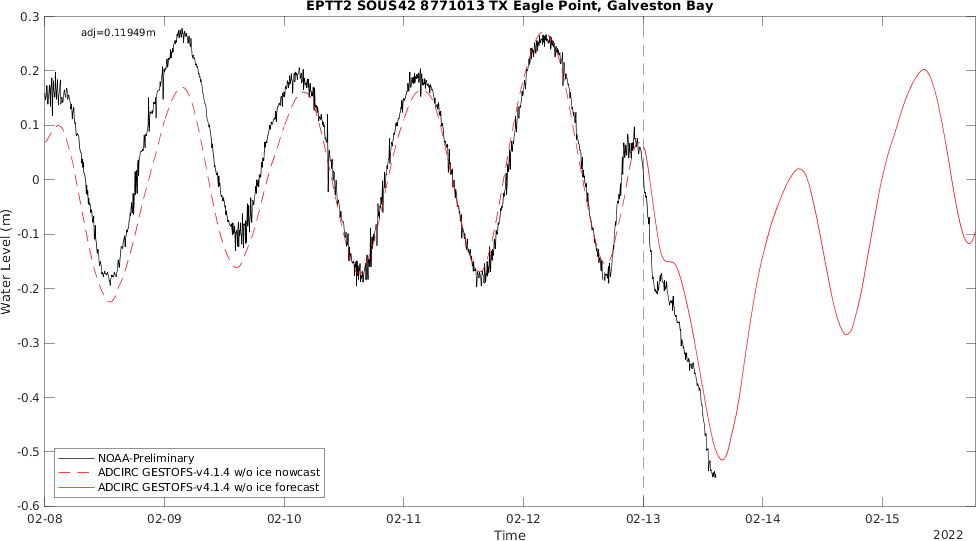 EPTT2 SOUS42 8771013 TX Eagle Point, Galveston Bay
adj=0.11949m
0.3
0.2
0.1
0
-0.1
-0.2
-0.3
-0.4
-0.5
-0.6
Water Level (m)
NOAA-Preliminary
ADCIRC GESTOFS-v4.1.4 w/o ice nowcast
ADCIRC GESTOFS-v4.1.4 w/o ice forecast
02-08 02-09 02-10 02-11 02-12 02-13 02-14 02-15
Time
2022